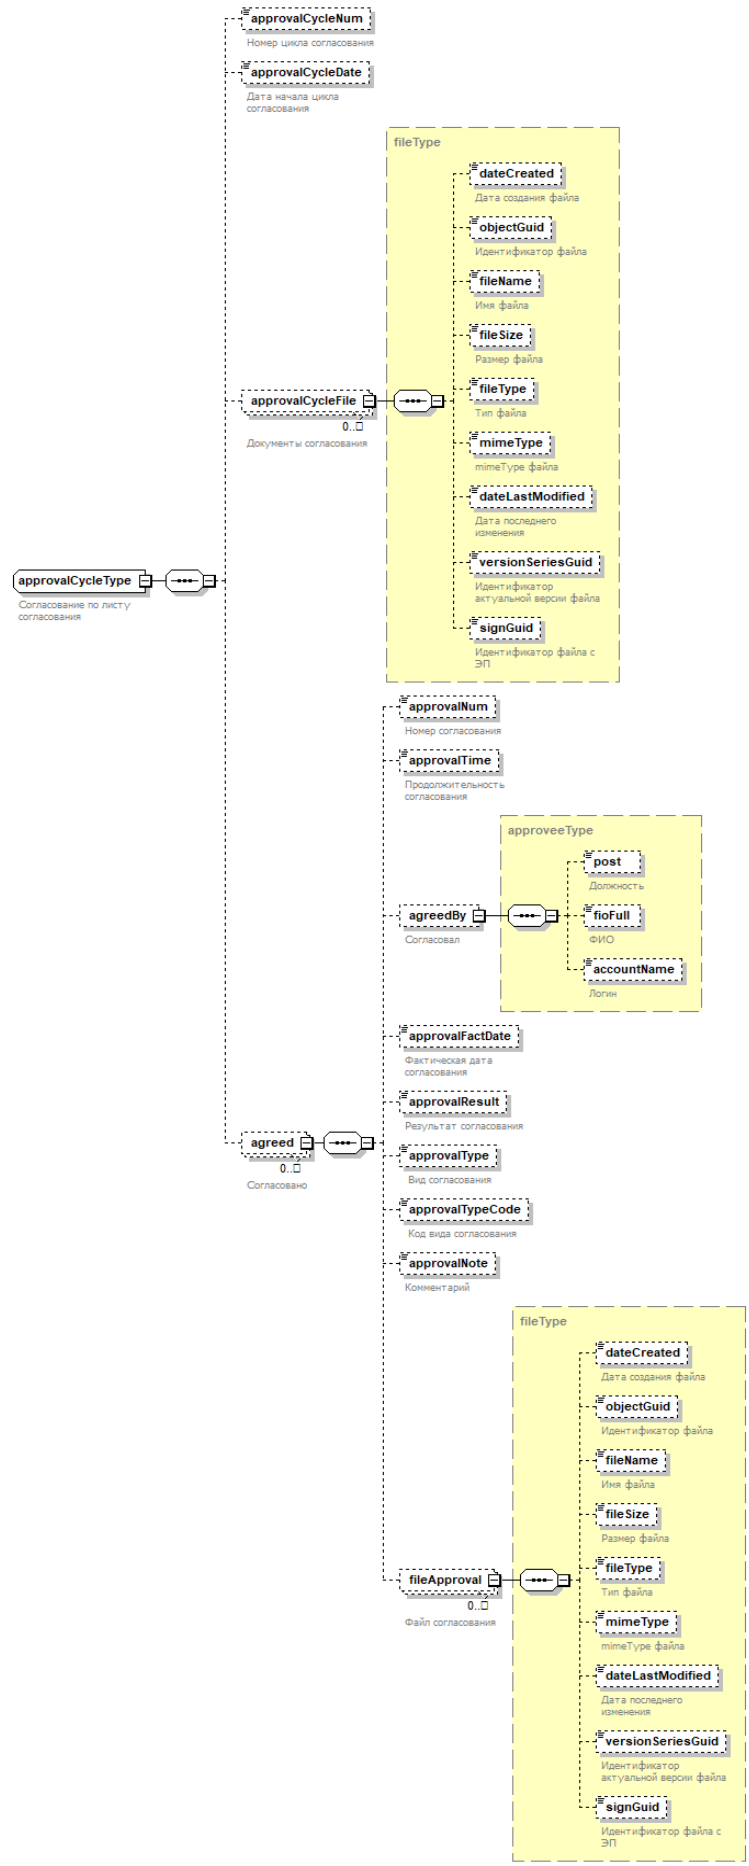 approvalCycleNum
Номер цикла согласования
approvalCycleDate
Дата начала цикла
согласования
fileType
dateCreated
Дата создания файла
objectGuid
Идентификатор файла
fileName
Имя файла
fileSize
Размер файла
fileType
Тип файла
approvalCycleFile
0..□
Документы согласования
mimeType
mimeType файла
dateLastModified
Дата последнего
изменения
versionSeriesGuid
Идентификатор
актуальной версии файла
signGuid
Идентификатор файла с
ЭП
approvalCycleType
Согласование по листу
согласования
approvalNum
Номер согласования
approvalTime
Продолжительность
согласования
approveeType
post
Должность
agreedBy
Согласовал
fioFull
ФИО
accountName
Логин
approvalFactDate
Фактическая дата
согласования
approvalResult
Результат согласования
agreed
0..□
Согласовано
approvalType
Вид согласования
approvalTypeCode
Код вида согласования
approvalNote
Комментарий
fileType
dateCreated
Дата создания файла
objectGuid
Идентификатор файла
fileName
Имя файла
fileSize
Размер файла
fileType
Тип файла
fileApproval
0..□
Файл согласования
mimeType
mimeType файла
dateLastModified
Дата последнего
изменения
versionSeriesGuid
Идентификатор
актуальной версии файла
signGuid
Идентификатор файла с
ЭП